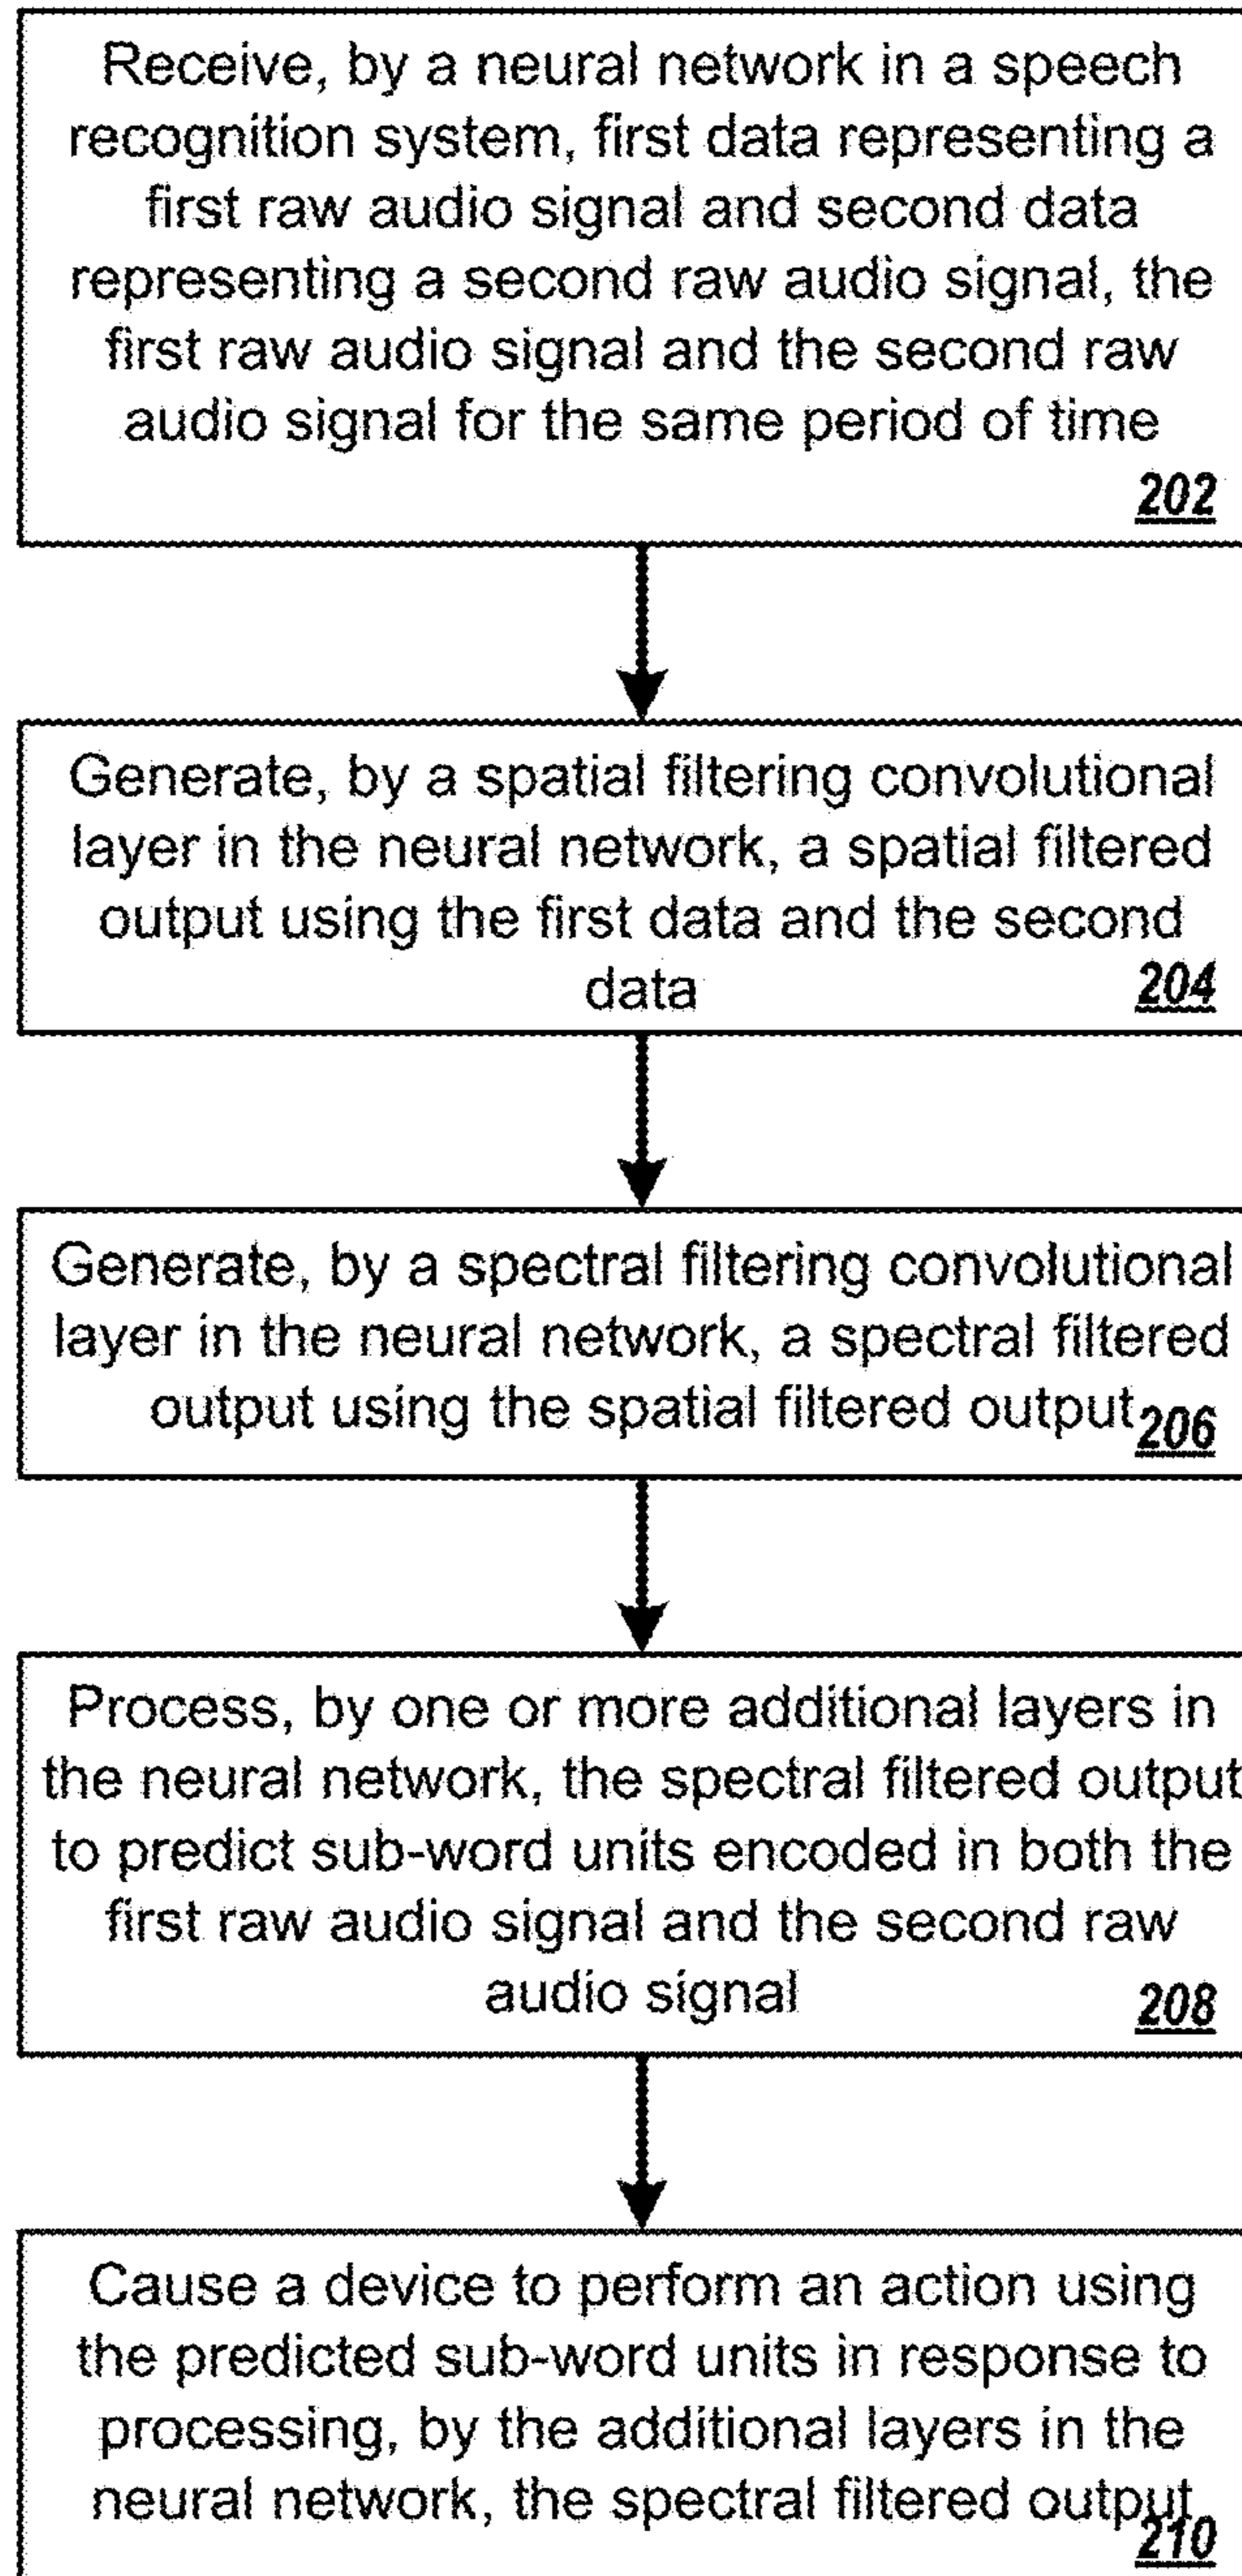 Receive, by a neural network in a speech
recognition system, first data representing a
first raw audio signal and second data
representing a second raw audio signal, the
first raw audio signal and the second raw
audio signal for the same period of time
202
Generate, by a spatial filtering convolutional
layer in the neural network, a spatial filtered
output using the first data and the second
data 204
Generate, by a spectral filtering convolutional
layer in the neural network, a spectral filtered
output using the spatial filtered output 206
Process, by one or more additional layers in
the neural network, the spectral filtered output
to predict sub-word units encoded in both the
first raw audio signal and the second raw
audio signal 208
Cause a device to perform an action using
the predicted sub-word units in response to
processing, by the additional layers in the
neural network, the spectral filtered output
210